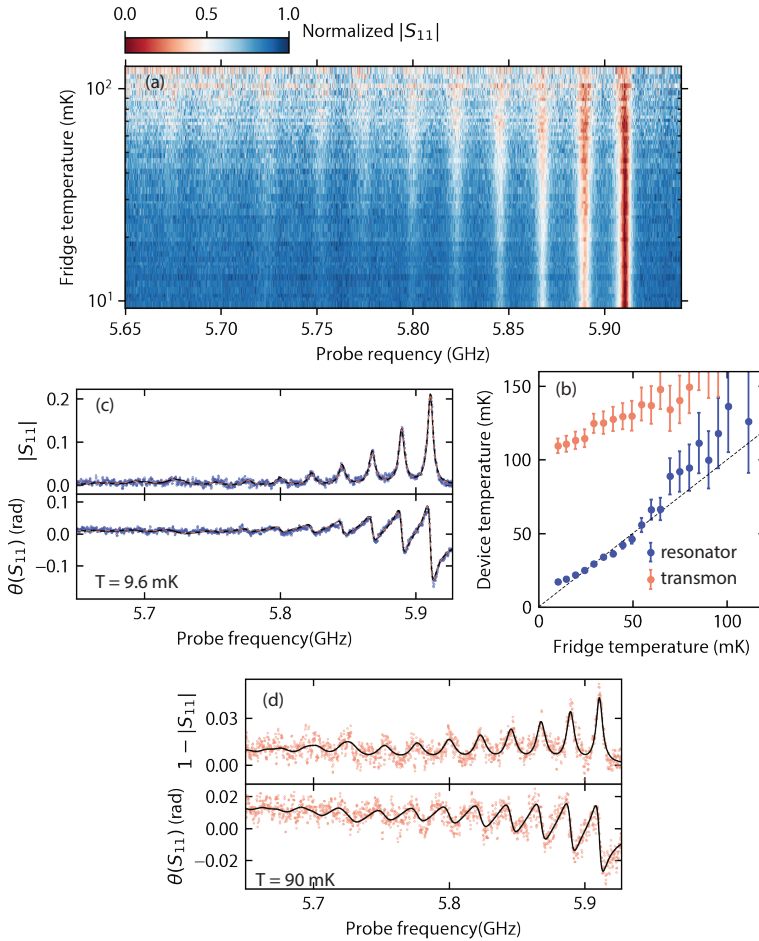 0.0 0.5 1.0
Normalized |S11|
(a)
10²
10¹
Fridge temperature (mK)
5.65 5.70 5.75 5.80 5.85 5.90
Probe requency (GHz)
(c)
0.2
0.1
0.0
|S11|
0.1
0.0
−0.1
θ(S11) (rad)
T = 9.6 mK
5.7 5.8 5.9
Probe frequency(GHz)
(b)
150
100
50
0
Device temperature (mK)
resonator
transmon
0 50 100
Fridge temperature (mK)
(d)
0.03
0.00
1 − |S11|
0.02
0.00
−0.02
θ(S11) (rad)
T = 90 mK
5.7 5.8 5.9
Probe frequency(GHz)